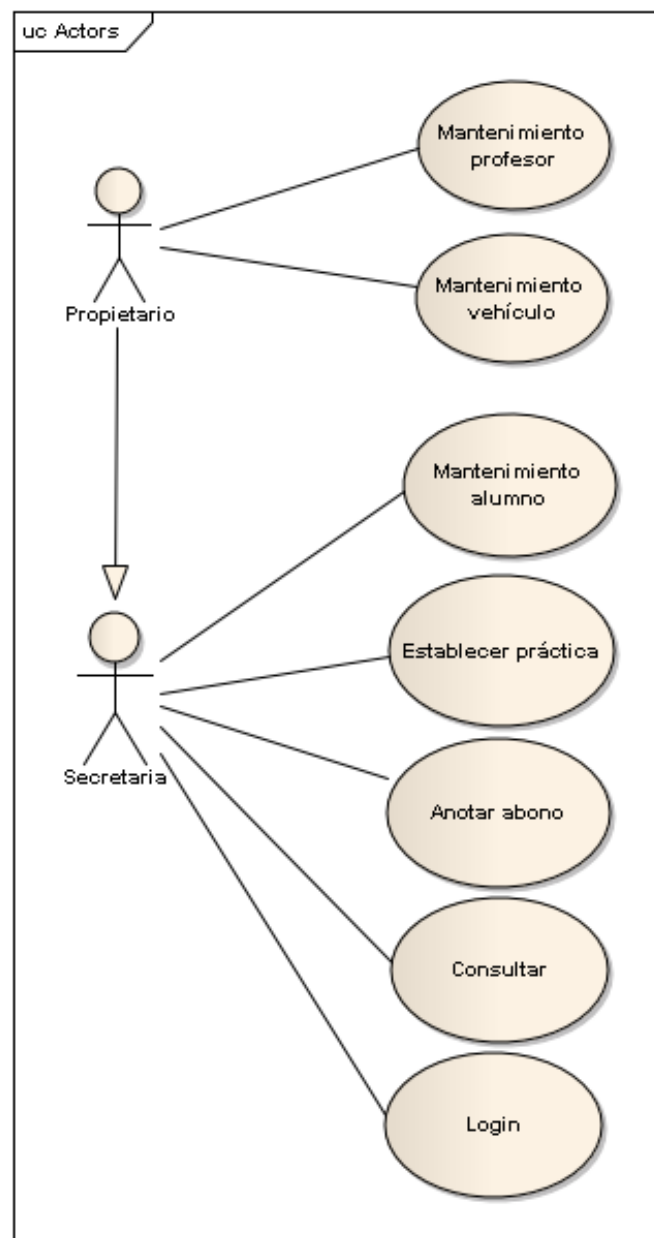 uc Actors
Mantenimiento
profesor
Propietario
Mantenimiento
vehículo
Mantenimiento
alumno
Establecer práctica
Secretaria
Anotar abono
Consultar
Login